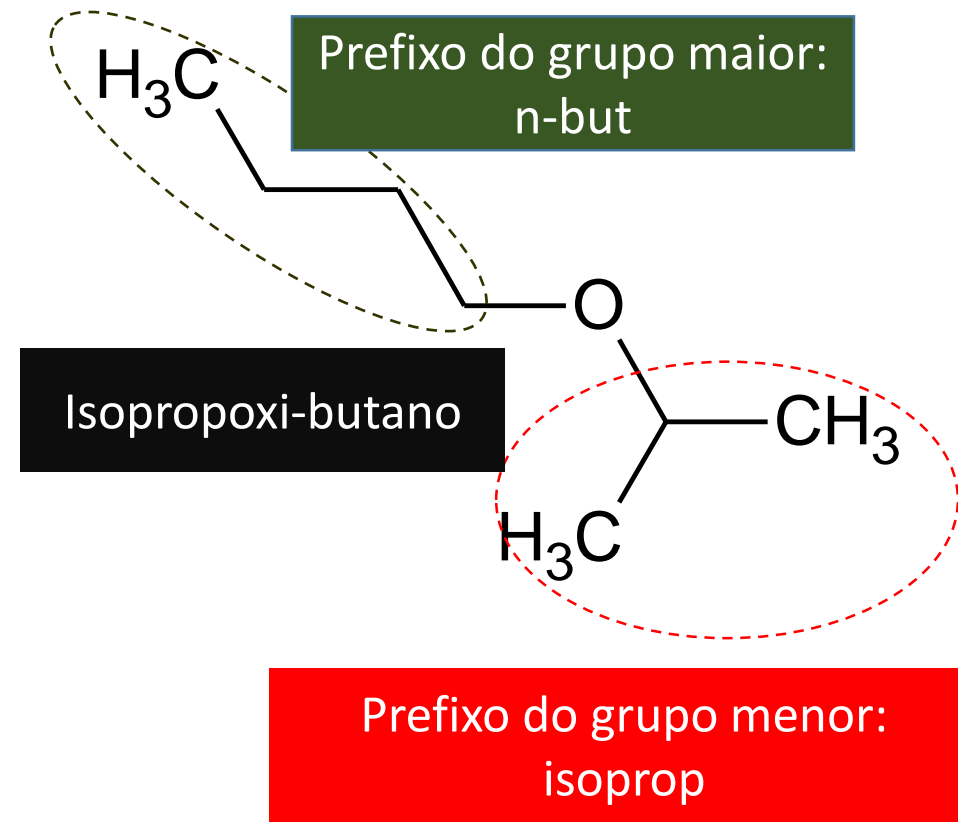 H₃C
Prefixo do grupo maior:
n-but
O
Isopropoxi-butano
CH₃
H₃C
Prefixo do grupo menor:
isoprop